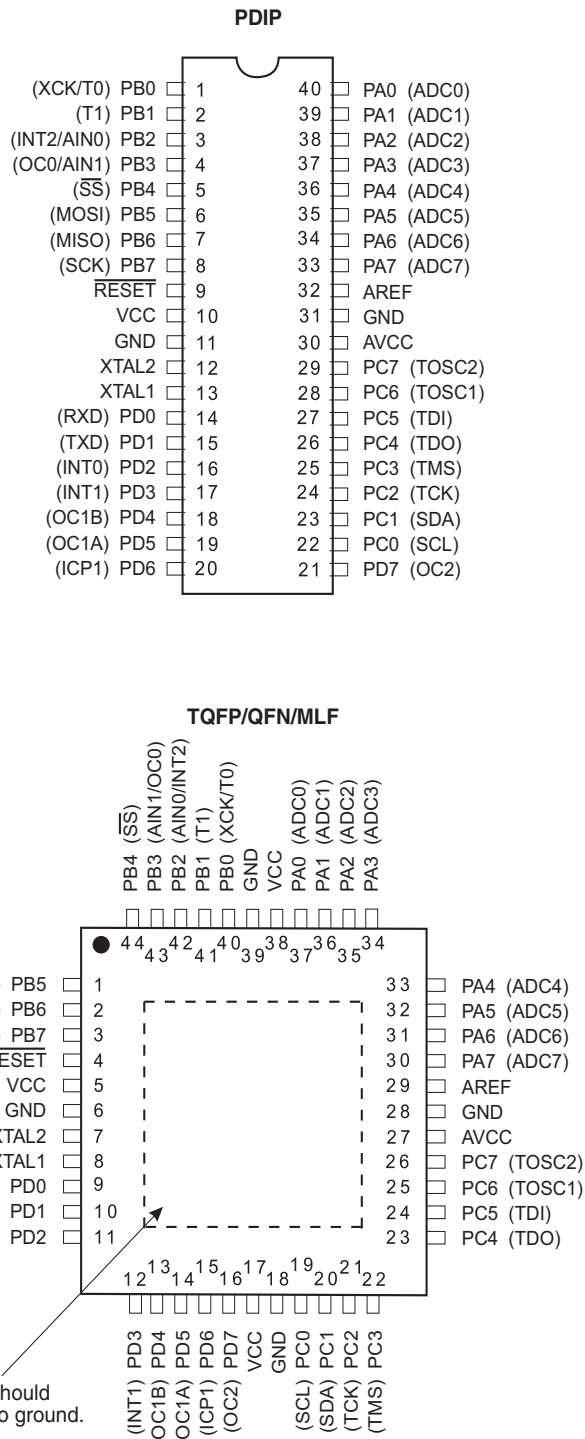 PDIP
(XCK/T0) PB0 1 40 PA0 (ADC0)
(T1) PB1 2 39 PA1 (ADC1)
(INT2/AIN0) PB2 3 38 PA2 (ADC2)
(OC0/AIN1) PB3 4 37 PA3 (ADC3)
(SS) PB4 5 36 PA4 (ADC4)
(MOSI) PB5 6 35 PA5 (ADC5)
(MISO) PB6 7 34 PA6 (ADC6)
(SCK) PB7 8 33 PA7 (ADC7)
RESET 9 32 AREF
VCC 10 31 GND
GND 11 30 AVCC
XTAL2 12 29 PC7 (TOSC2)
XTAL1 13 28 PC6 (TOSC1)
(RXD) PD0 14 27 PC5 (TDI)
(TXD) PD1 15 26 PC4 (TDO)
(INT0) PD2 16 25 PC3 (TMS)
(INT1) PD3 17 24 PC2 (TCK)
(OC1B) PD4 18 23 PC1 (SDA)
(OC1A) PD5 19 22 PC0 (SCL)
(ICP1) PD6 20 21 PD7 (OC2)
TQFP/QFN/MLF
PB4 (SS)
PB3 (AIN1/OC0)
PB2 (AIN0/INT2)
PB1 (T1)
PB0 (XCK/T0)
GND
VCC
PA0 (ADC0)
PA1 (ADC1)
PA2 (ADC2)
PA3 (ADC3)
44 43 42 41 40 39 38 37 36 35 34
PB5 1 33 PA4 (ADC4)
PB6 2 32 PA5 (ADC5)
PB7 3 31 PA6 (ADC6)
ESET 4 30 PA7 (ADC7)
VCC 5 29 AREF
GND 6 28 GND
XTAL2 7 27 AVCC
XTAL1 8 26 PC7 (TOSC2)
PD0 9 25 PC6 (TOSC1)
PD1 10 24 PC5 (TDI)
PD2 11 23 PC4 (TDO)
12 13 14 15 16 17 18 19 20 21 22
(INT1) PD3
OC1B) PD4
OC1A) PD5
(ICP1) PD6
(OC2) PD7
VCC
GND
(SCL) PC0
(SDA) PC1
(TCK) PC2
(TMS) PC3
hould
o ground.